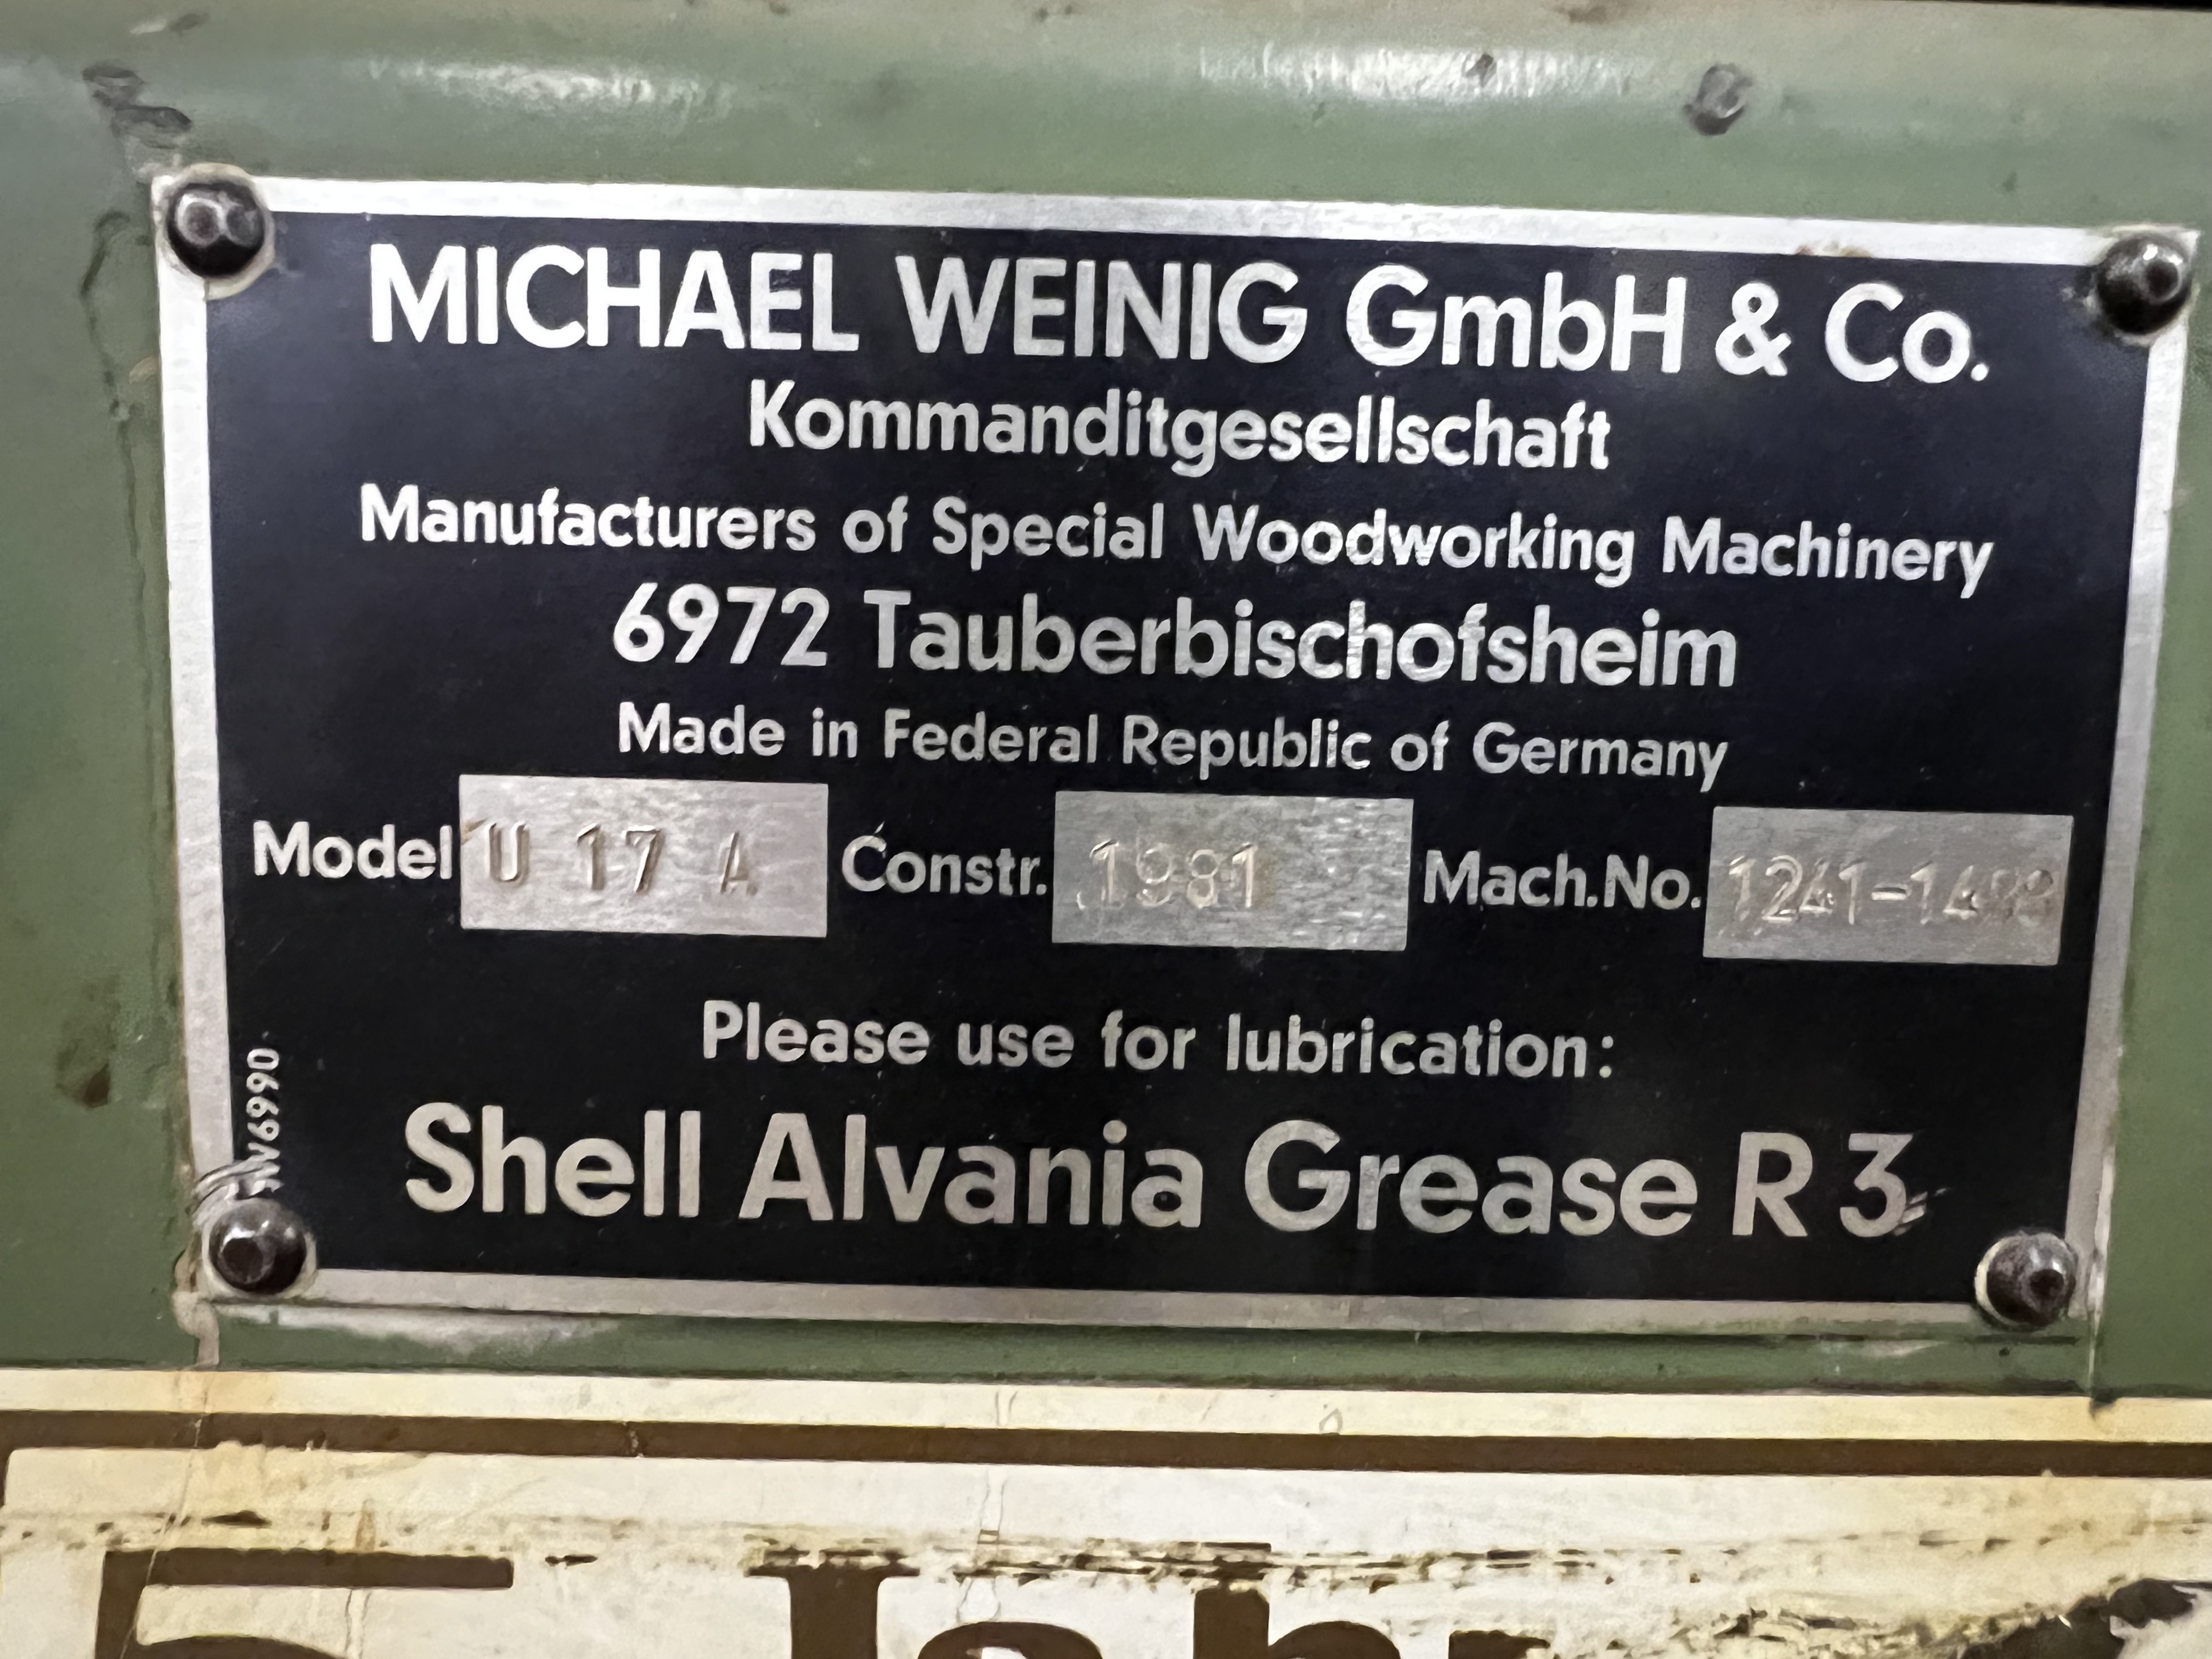 MICHAEL WEINIG GmbH & Co.
Kommanditgesellschaft
Manufacturers of Special Woodworking Machinery
6972 Tauberbischofsheim
Made in Federal Republic of Germany
Model U 17 A Constr. 1981 Mach.No.
Please use for lubrication:
Shell Alvania Grease R 3